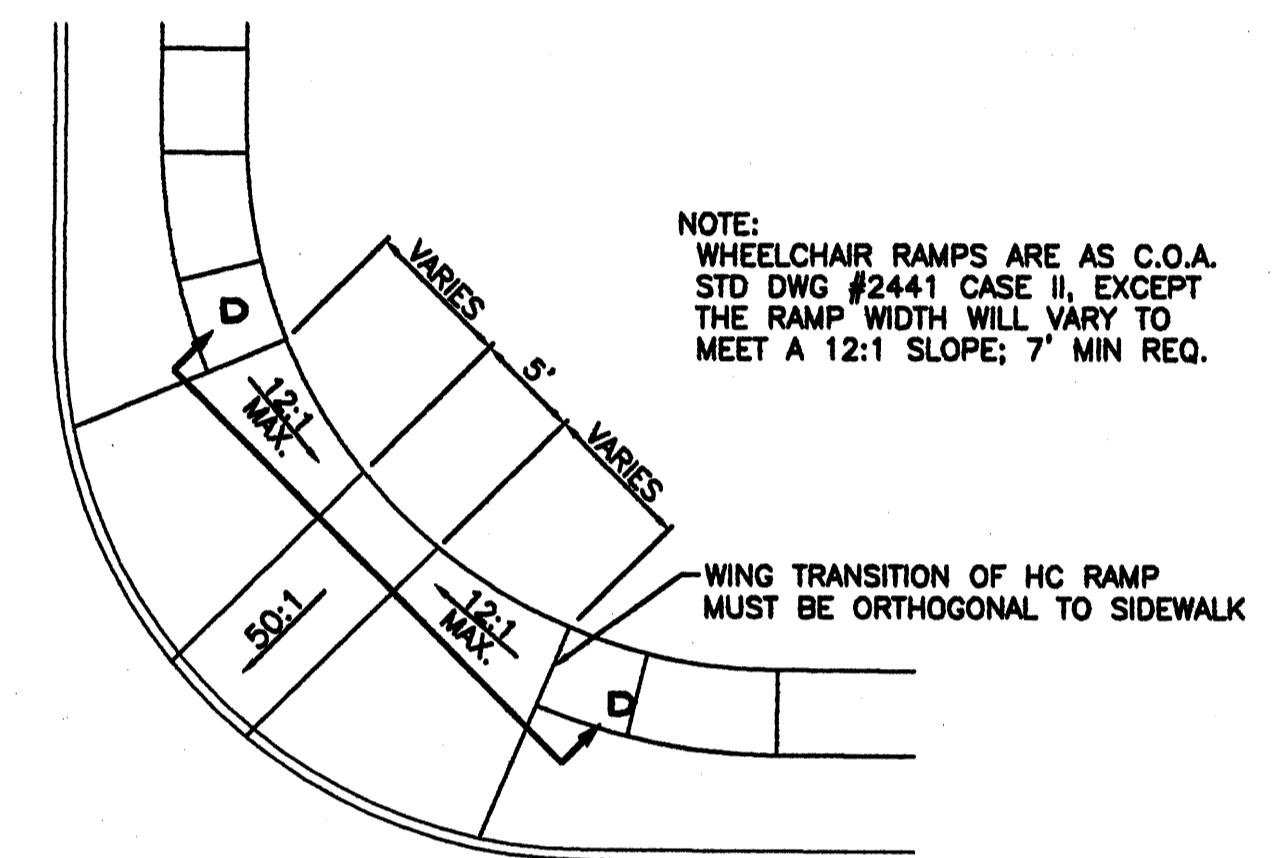 VARIES
5'
VARIES
D
12:1
MAX.
50:1
12:1
MAX.
D
NOTE:
WHEELCHAIR RAMPS ARE AS C.O.A.
STD DWG #2441 CASE II, EXCEPT
THE RAMP WIDTH WILL VARY TO
MEET A 12:1 SLOPE; 7' MIN REQ.
WING TRANSITION OF HC RAMP
MUST BE ORTHOGONAL TO SIDEWALK